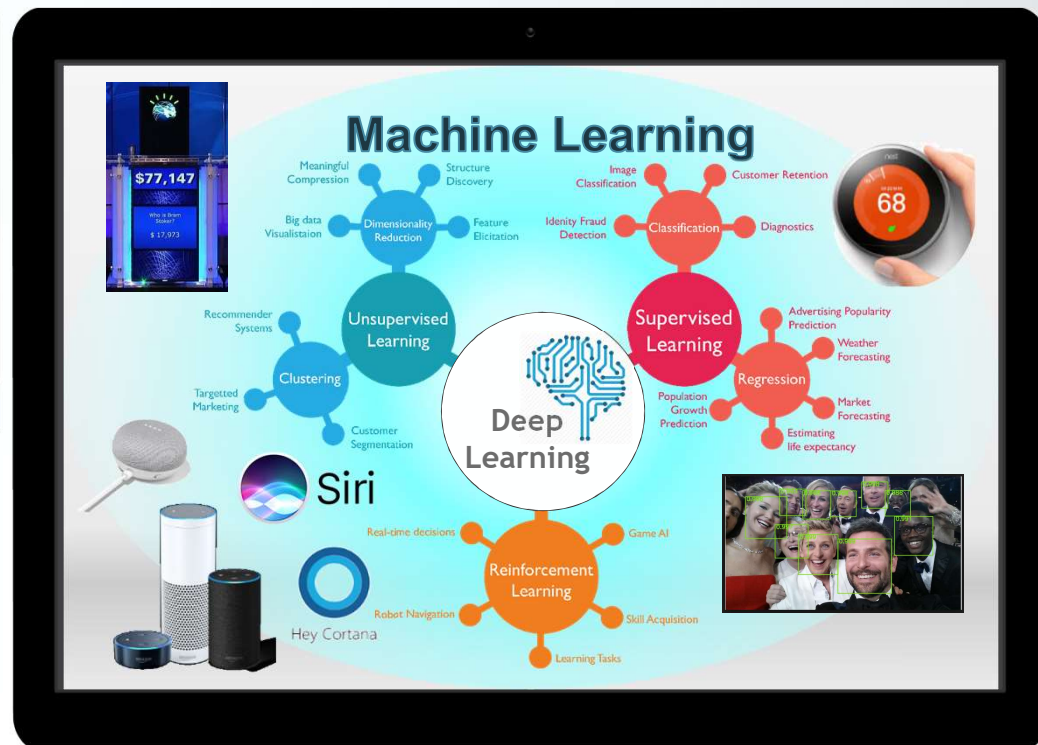 Machine Learning
$77,147
Who is Bram
Stoker?
$ 17,973
Meaningful
Compression
Structure
Discovery
Big data
Visualistaion
Dimensionality
Reduction
Feature
Elicitation
Image
Classification
Customer Retention
Idenity Fraud
Detection
Classification
Diagnostics
nest
68
Recommender
Systems
Unsupervised
Learning
Clustering
Targetted
Marketing
Customer
Segmentation
Supervised
Learning
Advertising Popularity
Prediction
Weather
Forecasting
Regression
Population
Growth
Prediction
Market
Forecasting
Estimating
life expectancy
Deep
Learning
Siri
Hey Cortana
Real-time decisions
Game AI
Reinforcement
Learning
Robot Navigation
Skill Acquisition
Learning Tasks